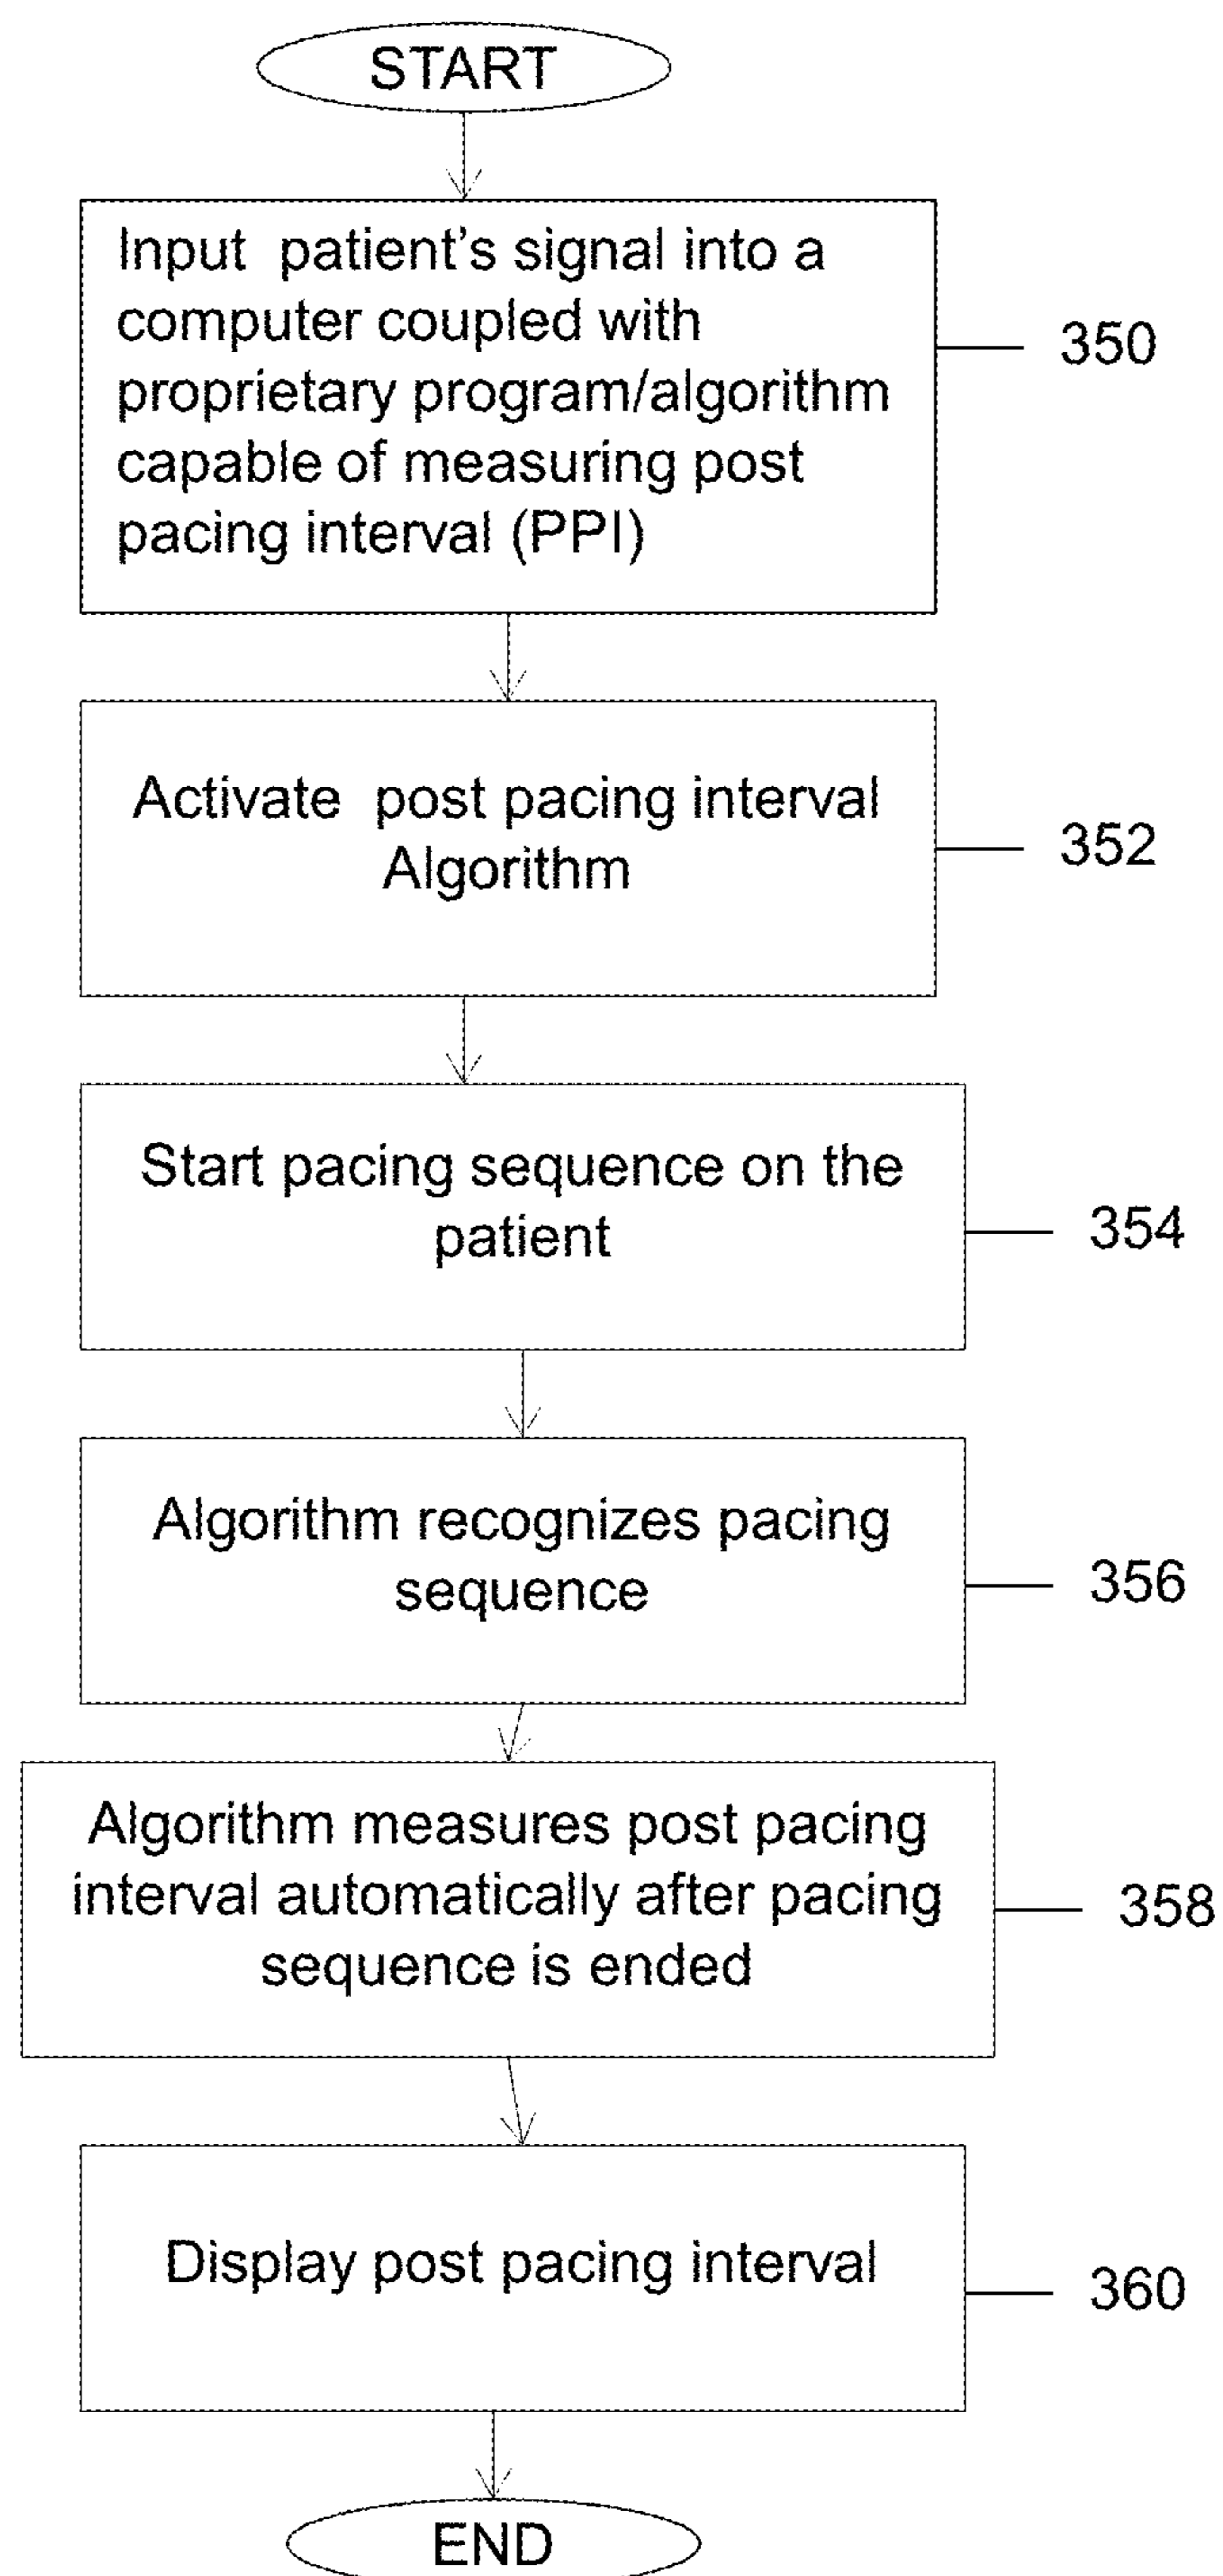 START
Input patient's signal into a
computer coupled with
proprietary program/algorithm
capable of measuring post
pacing interval (PPI)
350
Activate post pacing interval
Algorithm
352
Start pacing sequence on the
patient
354
Algorithm recognizes pacing
sequence
356
Algorithm measures post pacing
interval automatically after pacing
sequence is ended
358
Display post pacing interval
360
END